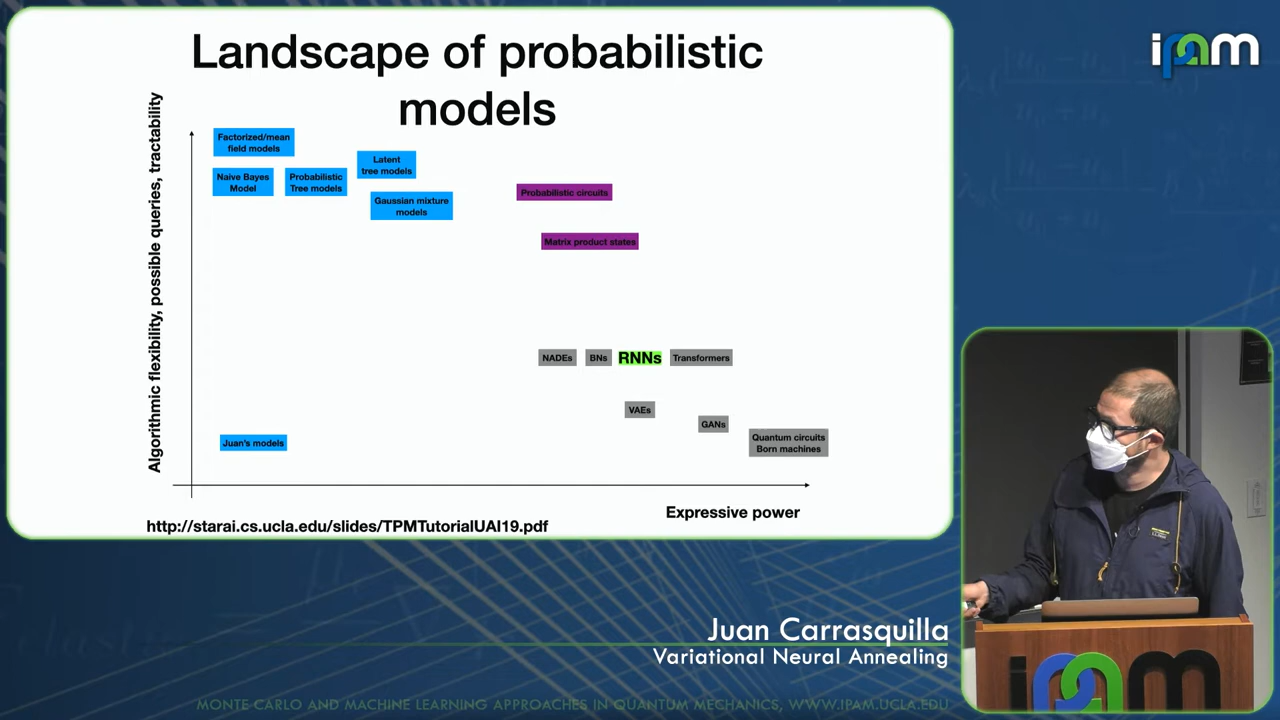 Landscape of probabilistic
models
ipam
Algorithmic flexibility, possible queries, tractability
Factorized/mean
field models
Latent
tree models
Naive Bayes
Model
Probabilistic
Tree models
Gaussian mixture
models
Probabilistic circuits
Matrix product states
NADEs
BNs
RNNs
Transformers
VAEs
GANs
Juan's models
Quantum circuits
Born machines
Expressive power
http://starai.cs.ucla.edu/slides/TPMTutorialUAI19.pdf
Juan Carrasquilla
Variational Neural Annealing
ipam
MONTE CARLO AND MACHINE LEARNING APPROACHES IN QUANTUM MECHANICS, WWW.IPAM.UCLA.EDU